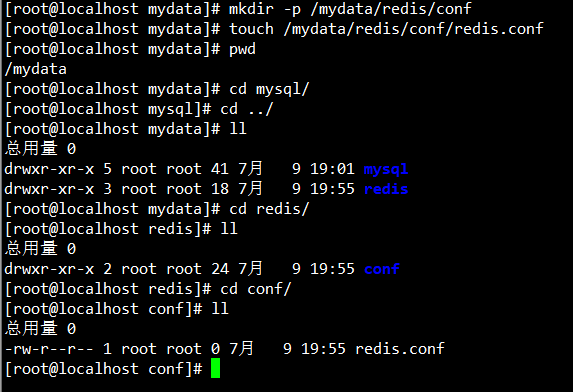 [root@localhost mydata]# mkdir -p /mydata/redis/conf
[root@localhost mydata]# touch /mydata/redis/conf/redis.conf
[root@localhost mydata]# pwd
/mydata
[root@localhost mydata]# cd mysql/
[root@localhost mysql]# cd ../
[root@localhost mydata]# ll
总用量 0
drwxr-xr-x 5 root root 41 7月   9 19:01 mysql
drwxr-xr-x 3 root root 18 7月   9 19:55 redis
[root@localhost mydata]# cd redis/
[root@localhost redis]# ll
总用量 0
drwxr-xr-x 2 root root 24 7月   9 19:55 conf
[root@localhost redis]# cd conf/
[root@localhost conf]# ll
总用量 0
-rw-r--r-- 1 root root 0 7月   9 19:55 redis.conf
[root@localhost conf]#